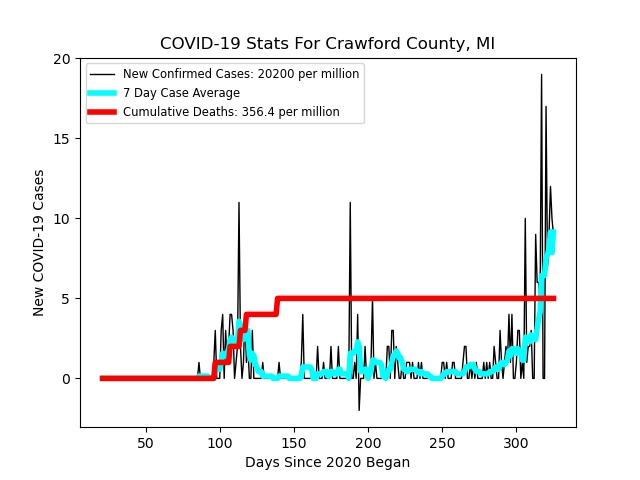 COVID-19 Stats For Crawford County, MI
New Confirmed Cases: 20200 per million
7 Day Case Average
Cumulative Deaths: 356.4 per million
New COVID-19 Cases
20
15
10
5
0
50 100 150 200 250 300
Days Since 2020 Began